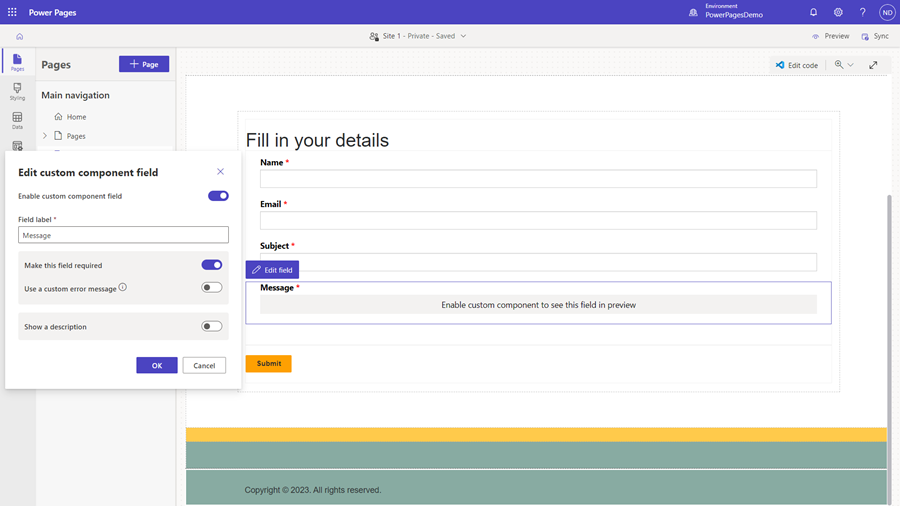 Power Pages
Environment
PowerPagesDemo
ND
Site 1 - Private - Saved
Preview
Sync
Pages
Styling
Data
Pages
+ Page
Main navigation
Home
Pages
Edit code
Edit custom component field
Enable custom component field
Field label *
Message
Make this field required
Use a custom error message
Show a description
OK
Cancel
Fill in your details
Name *
Email *
Subject *
Edit field
Message *
Enable custom component to see this field in preview
Submit
Copyright © 2023. All rights reserved.